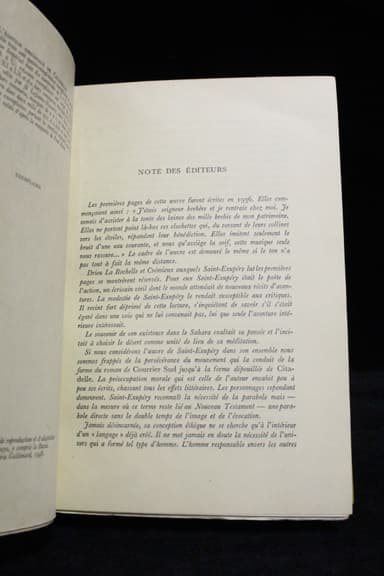 NOTE DES ÉDITEURS
Les premières pages de cette œuvre furent écrites en 1936. Elles com-
mençaient ainsi : « J'étais seigneur berbère et je rentrais chez moi. Je
venais d'assister à la tonte des laines des mille brebis de mon patrimoine.
Elles ne portent point là-bas ces clochettes qui, du versant de leurs collines
vers les étoiles, répandent leur bénédiction. Elles imitent seulement le
bruit d'une eau courante, et nous qu'assiège la soif, cette musique seule
nous rassure... » Le cadre de l'œuvre est demeuré le même si le ton n'a
pas tout à fait la même distance.
Drieu La Rochelle et Crémieux auxquels Saint-Exupéry lut les premières
pages se montrèrent réservés. Pour eux Saint-Exupéry était le poète de
l'action, un écrivain civil dont le monde attendait de nouveaux récits d'aven-
tures. La modestie de Saint-Exupéry le rendait susceptible aux critiques.
Il revint fort déprimé de cette lecture, s'inquiétant de savoir s'il s'était
égaré dans une voie qui ne lui convenait pas, lui que seule l'aventure inté-
rieure intéressait.
Le souvenir de son existence dans le Sahara exaltait sa pensée et l'inci-
tait à choisir le désert comme unité de lieu de sa méditation.
Si nous considérons l'œuvre de Saint-Exupéry dans son ensemble nous
sommes frappés de la persévérance du mouvement qui la conduit de la
forme du roman de Courrier Sud jusqu'à la forme dépouillée de Cita-
delle. La préoccupation morale qui est celle de l'auteur envahit peu à
peu ses écrits, chassant tous les effets littéraires. Les personnages cependant
demeurent. Saint-Exupéry reconnaît la nécessité de la parabole mais —
dans la mesure où ce terme reste lié au Nouveau Testament — une para-
bole directe sans le double temps de l'image et de l'évocation.
Jamais désincarnée, sa conception éthique ne se cherche qu'à l'intérieur
d'un « langage » déjà créé. Il ne met jamais en doute la nécessité de l'uni-
vers qui a formé tel type d'homme. L'homme responsable envers les autres